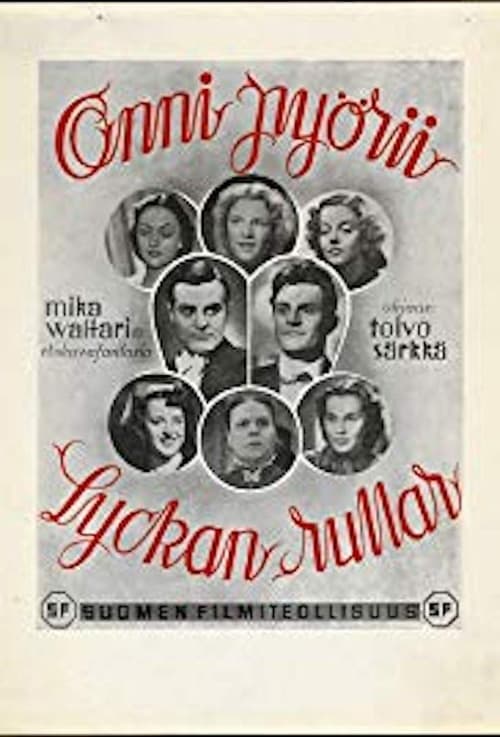 Onni pyörii
mika
waltari
ohjaus:
toivo
särkkä
Lyckan rullar
SF SUOMEN FILMITEOLLISUUS SF